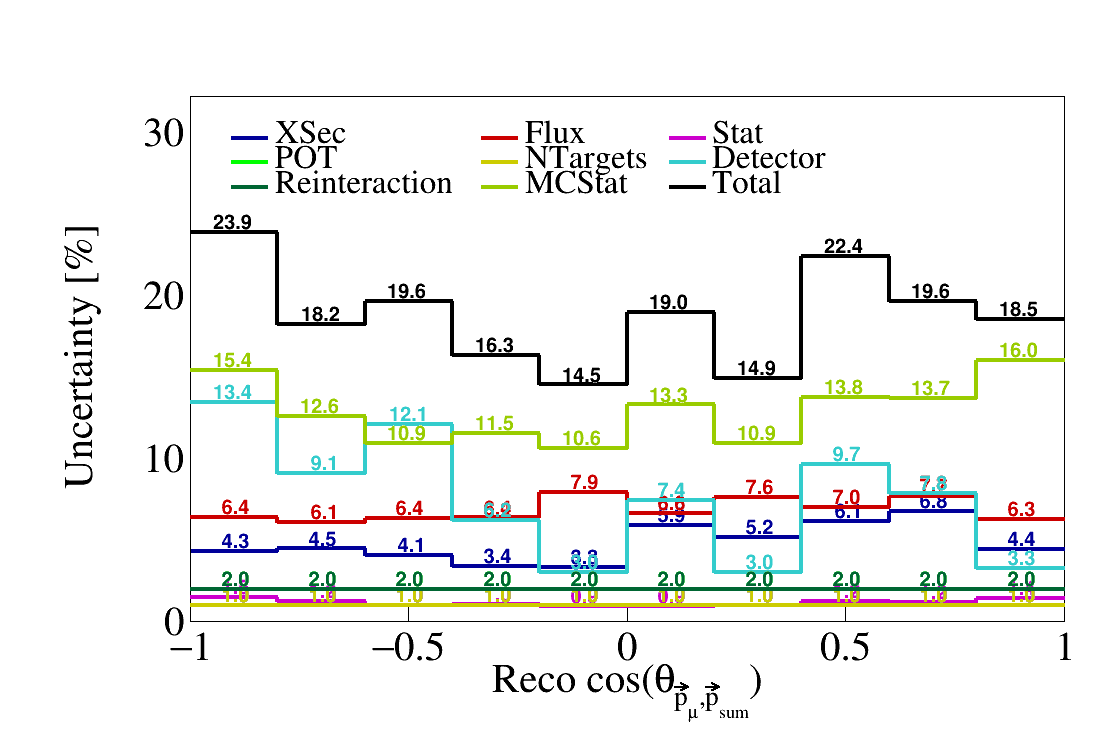 30
XSec Flux Stat
POT NTargets Detector
Reinteraction MCStat Total
23.9 18.2 19.6 16.3 14.5 19.0 14.9 22.4 19.6 18.5
20
15.4 12.6 10.9 11.5 10.6 13.3 10.9 13.8 13.7 16.0
13.4 9.1 12.1 7.4 3.0 9.7 3.3
10
6.4 6.1 6.4 7.9 7.6 7.0 6.3
4.3 4.5 4.1 3.4 5.9 5.2 6.1 6.8 4.4
2.0 2.0 2.0 2.0 2.0 2.0 2.0 2.0 2.0 2.0
1.0 1.0 1.0 1.0 1.0
0
−1 −0.5 0 0.5 1
Uncertainty [%]
Reco cos(θp⃗μ,p⃗sum)